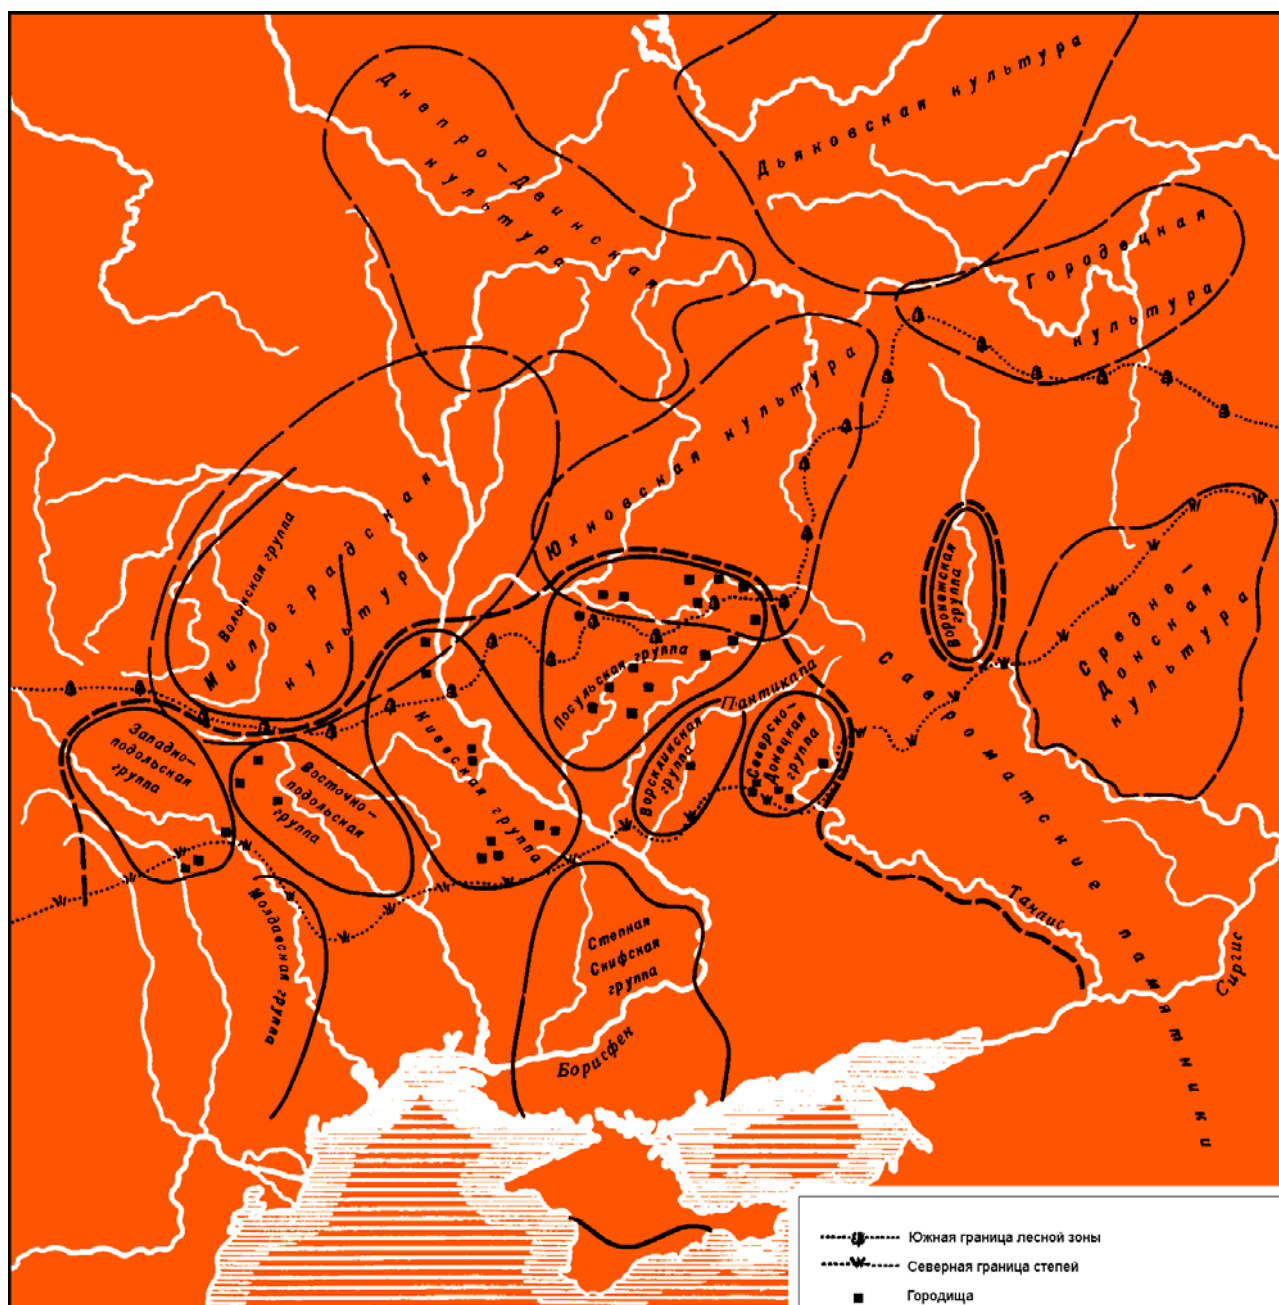 Днепро-Двинская
культура
Дьяковская культура
Городецкая
культура
Юхновская культура
Волынская группа
Милоградская
культура
Воронежская
группа
Средне-
Донская
культура
Савроматские памятники
Посульская группа
Пантикапа
Западно-
подольская
группа
Восточно-
подольская
группа
Киевская группа
Ворсклинская
группа
Северско-
Донецкая
группа
Молдавская группа
Степная
Скифская
группа
Борисфен
Танаис
Сиргис
Южная граница лесной зоны
Северная граница степей
Городища